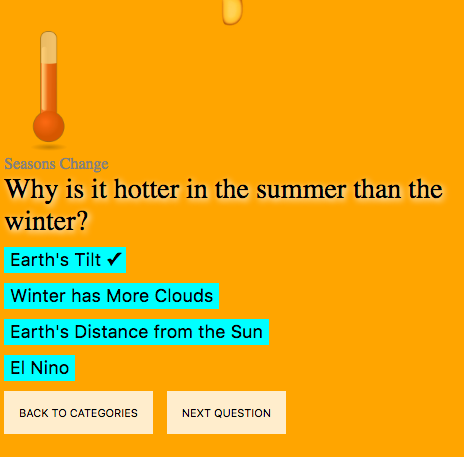 Seasons Change
Why is it hotter in the summer than the
winter?
Earth's Tilt ✔
Winter has More Clouds
Earth's Distance from the Sun
El Nino
BACK TO CATEGORIES
NEXT QUESTION